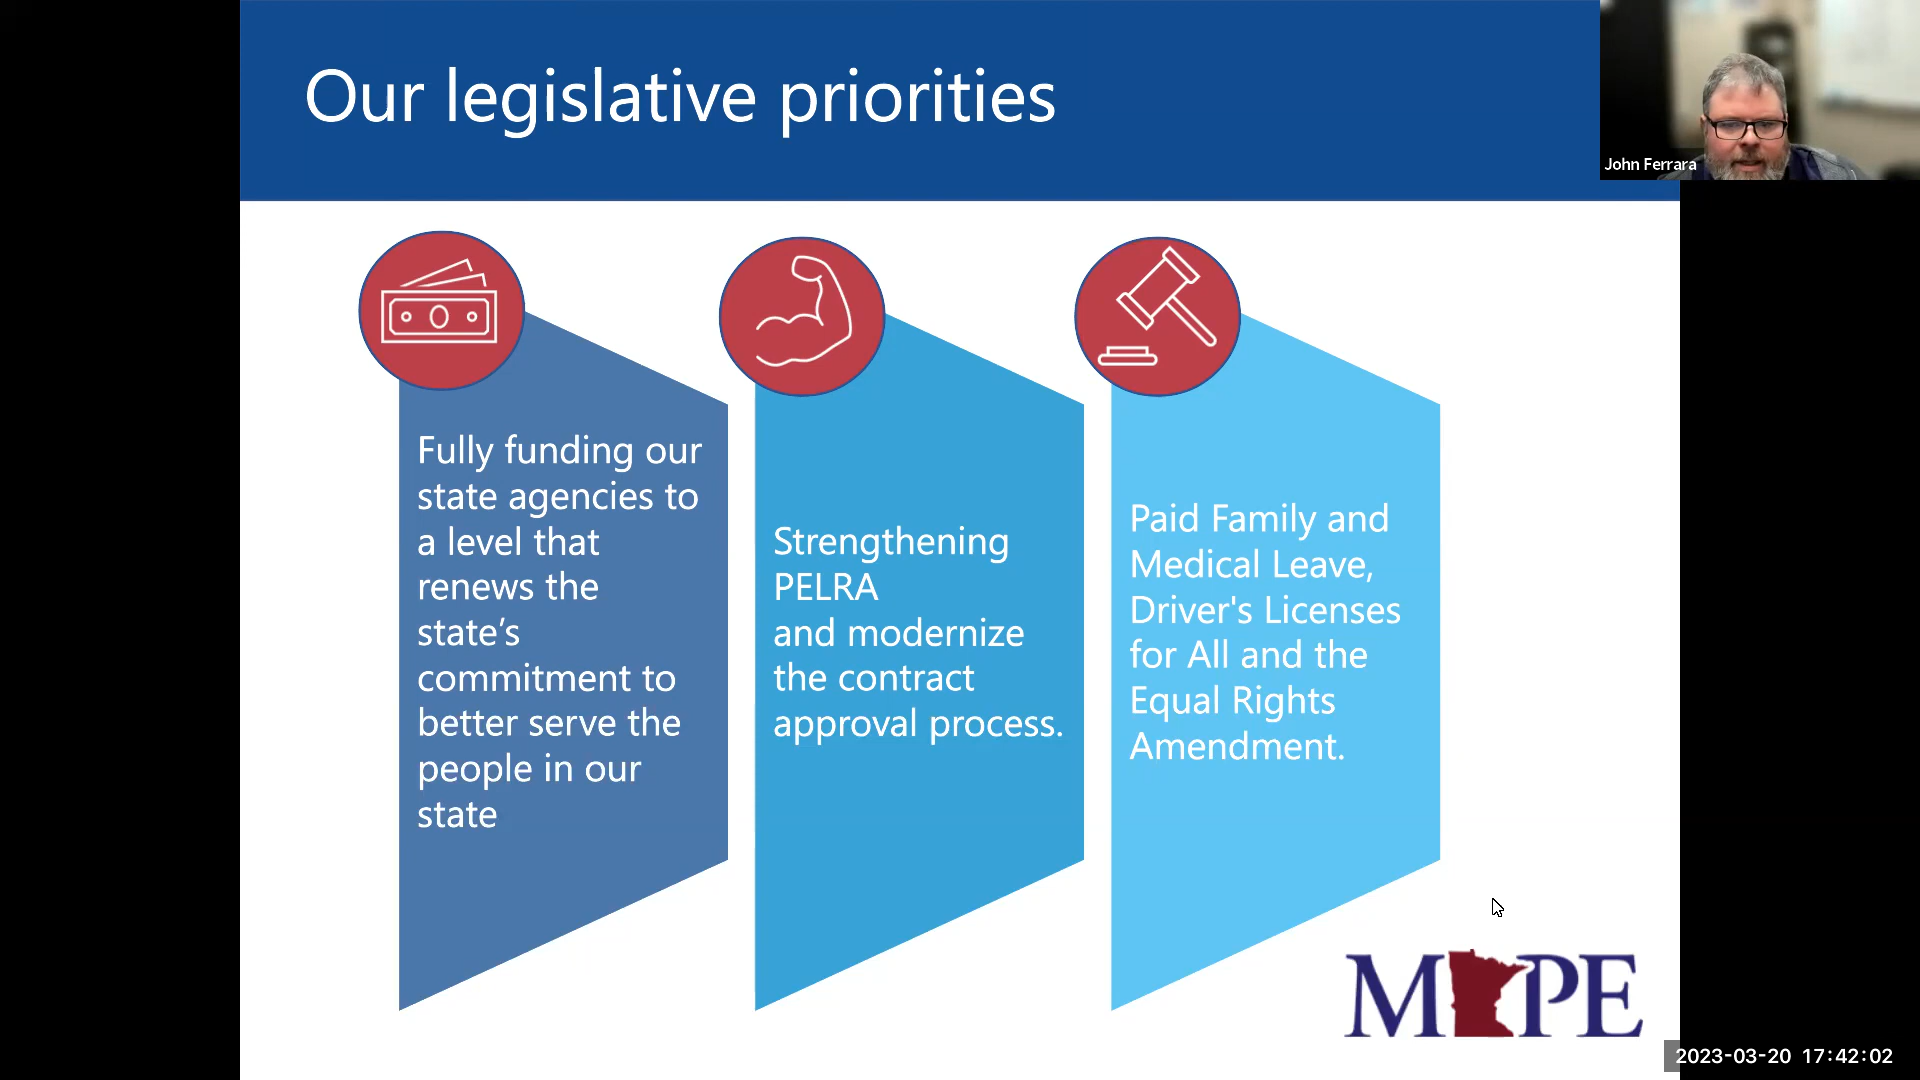 Our legislative priorities
John Ferrara
Fully funding our
state agencies to
a level that
renews the
state’s
commitment to
better serve the
people in our
state
Strengthening
PELRA
and modernize
the contract
approval process.
Paid Family and
Medical Leave,
Driver's Licenses
for All and the
Equal Rights
Amendment.
M PE
2023-03-20 17:42:02